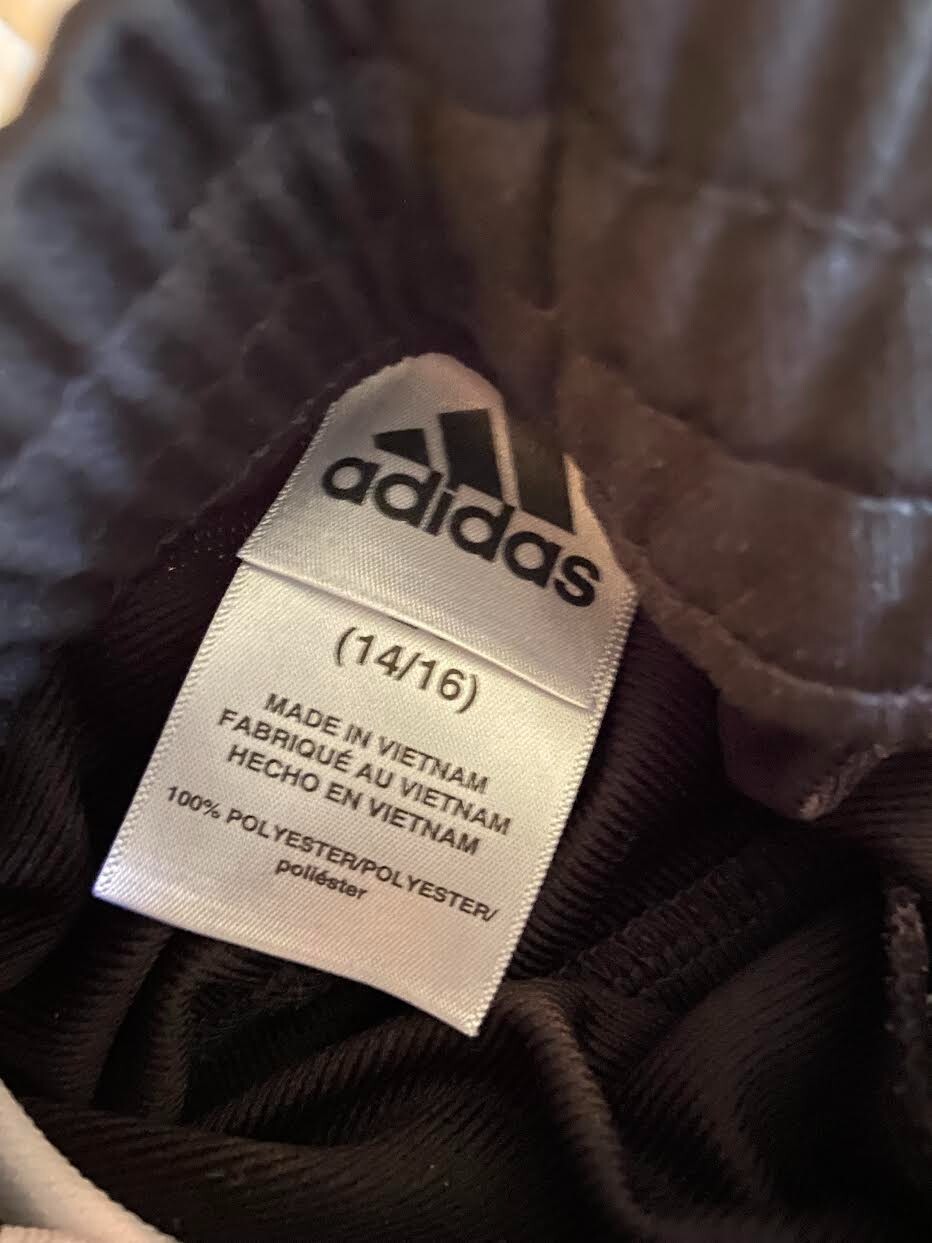 adidas
(14/16)
MADE IN VIETNAM
FABRIQUÉ AU VIETNAM
HECHO EN VIETNAM
100% POLYESTER/POLYESTER/
poliéster